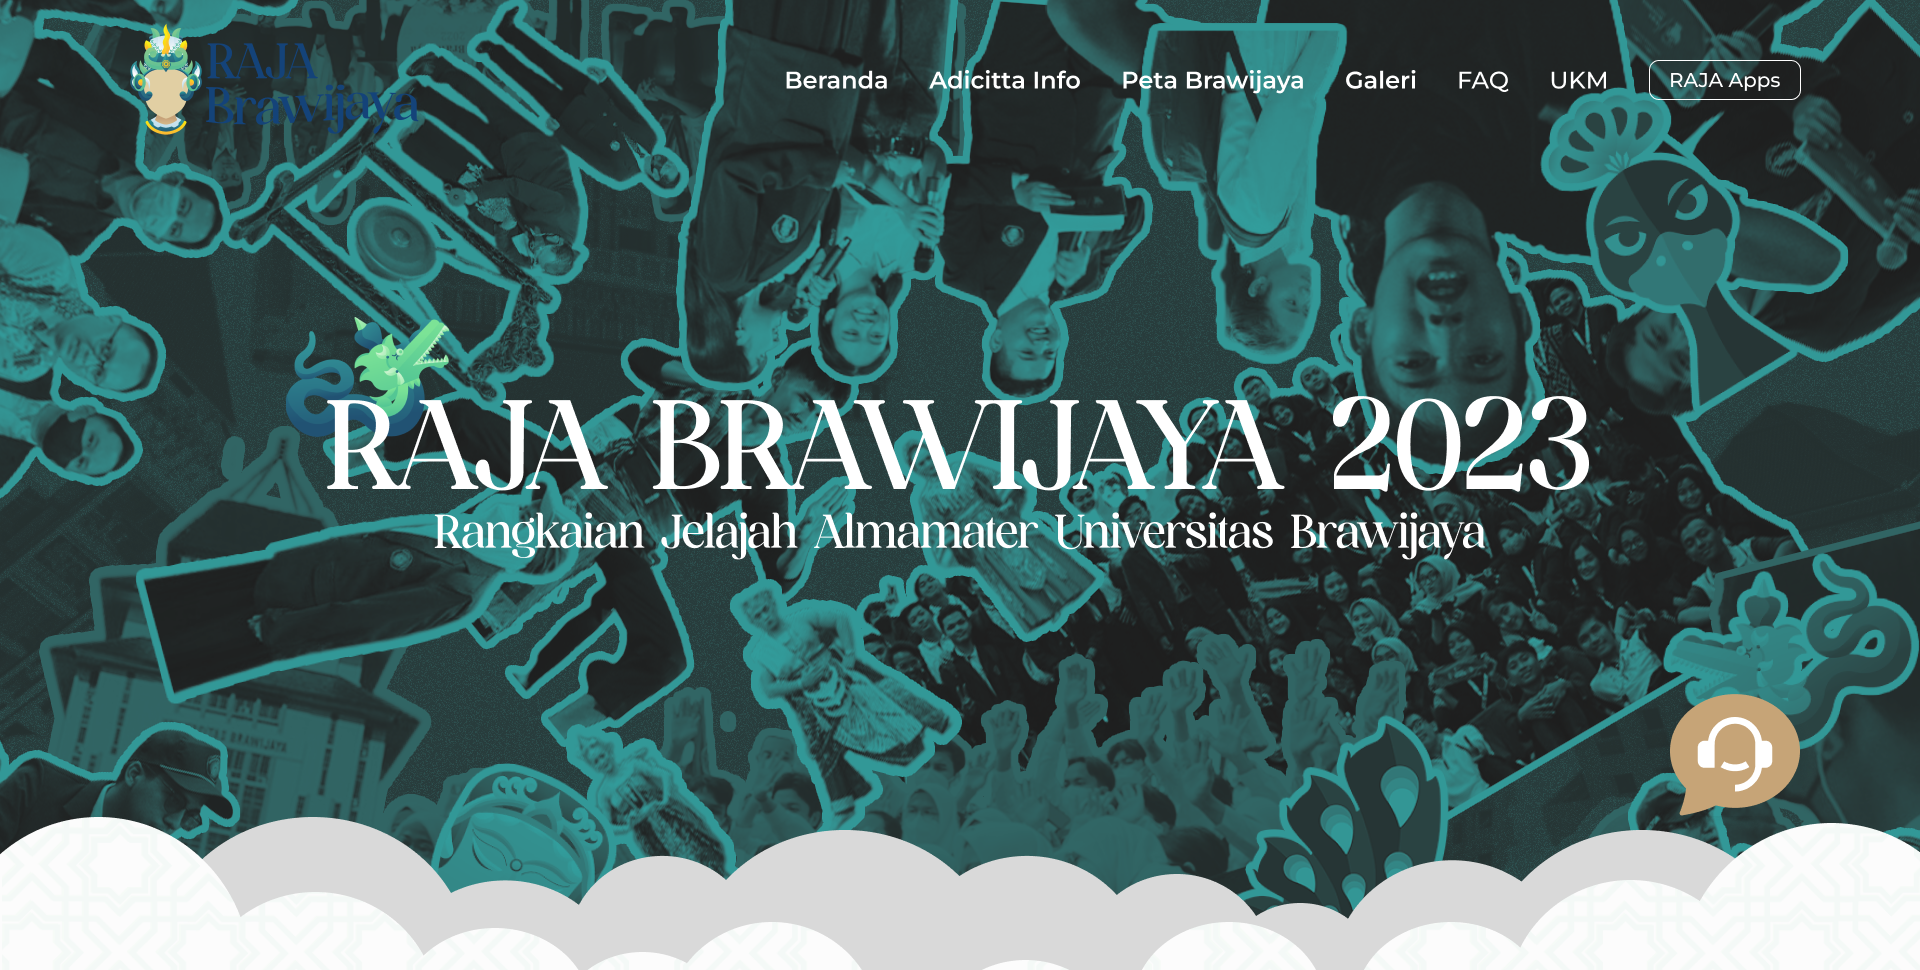 RAJA
Brawijaya
Beranda
Adicitta Info
Peta Brawijaya
Galeri
FAQ
UKM
RAJA Apps
RAJA BRAWIJAYA 2023
Rangkaian Jelajah Almamater Universitas Brawijaya